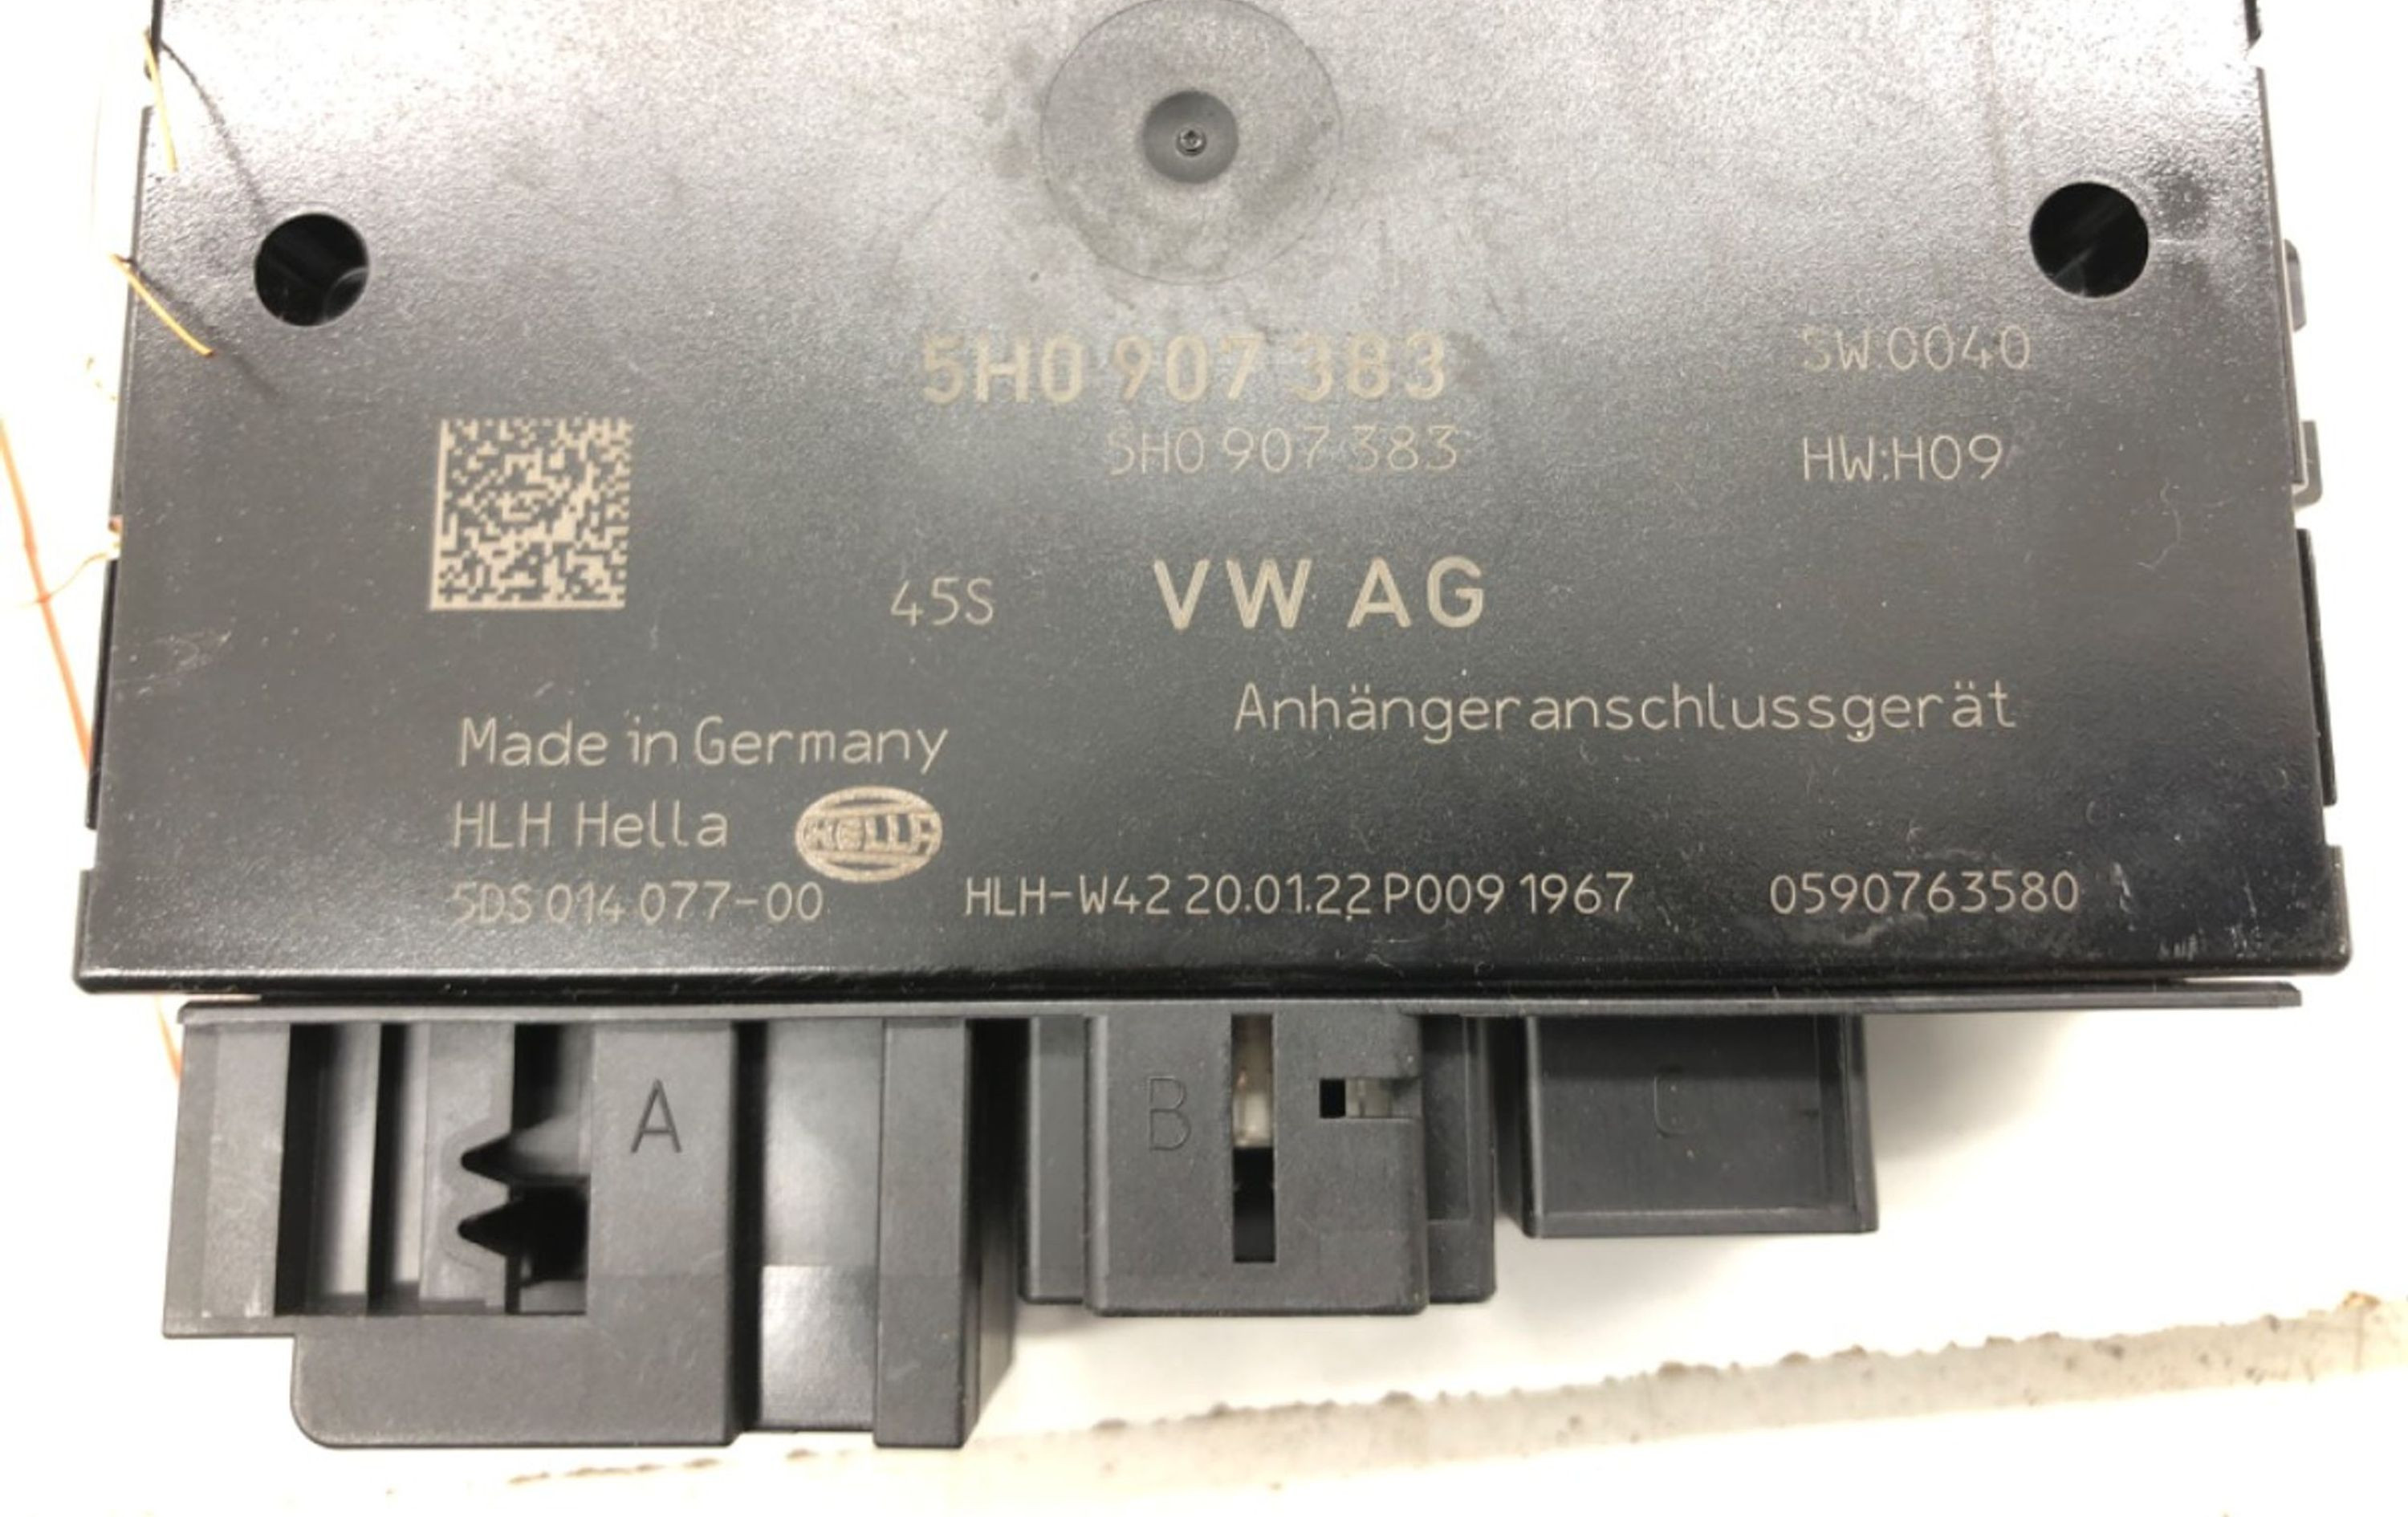 5H0 907 383
SW:0040
5H0 907 383
HW:H09
45S
VW AG
Anhängeranschlussgerät
Made in Germany
HLH Hella
HELLA
5DS 014 077-00
HLH-W42 20.01.22 P009 1967
0590763580
A
B
C